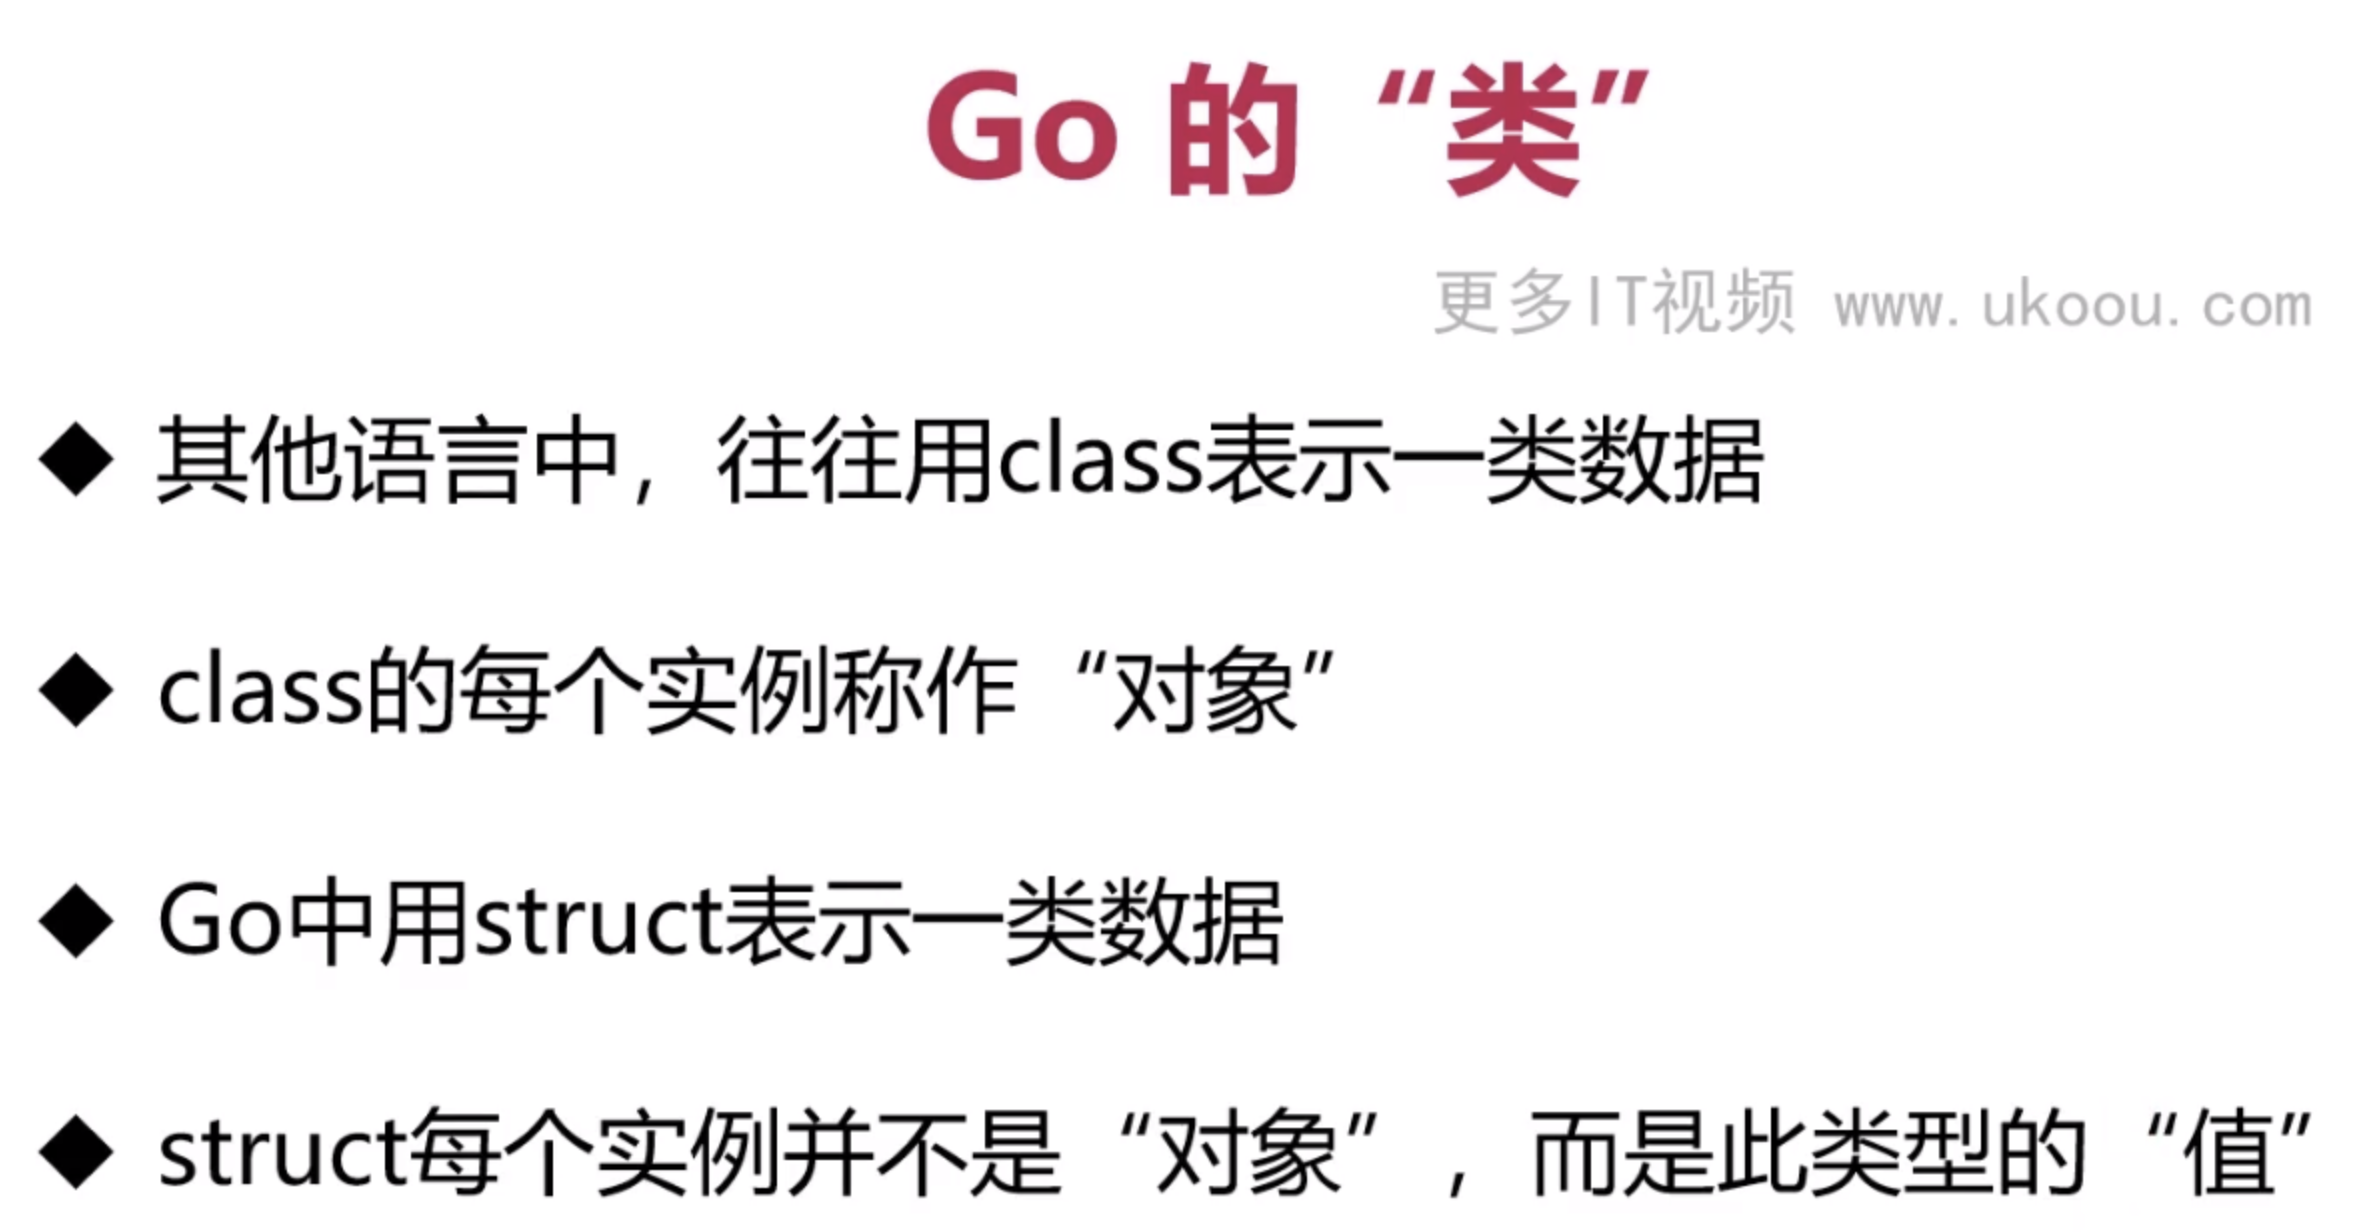 Go 的 “类”
更多IT视频 www.ukoou.com
◆ 其他语言中，往往用class表示一类数据
◆ class的每个实例称作 “对象”
◆ Go中用struct表示一类数据
◆ struct每个实例并不是 “对象” ，而是此类型的 “值”